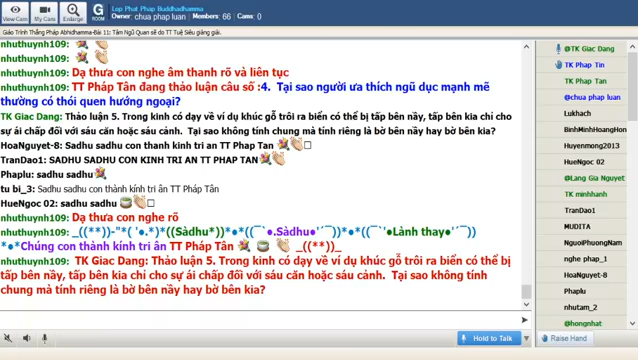 View Cam
My Cam
Enlarge
G
ROOM
Lep Phat Phap Buddhadhamma
Owner: chua phap luan | Members: 66 | Cams: 0
Giáo Trình Thắng Pháp Abhidhamma-Bài 11: Tâm Ngũ Quan sẽ do TT Tuệ Siêu giảng giải.
nhuthuynh109:
nhuthuynh109:
nhuthuynh109: Dạ thưa con nghe âm thanh rõ và liên tục
nhuthuynh109: TT Pháp Tân đang thảo luận câu số :4. Tại sao người ưa thích ngũ dục mạnh mẽ
thường có thói quen hướng ngoại?
TK Giac Dang: Thảo luận 5. Trong kinh có dạy về ví dụ khúc gỗ trôi ra biển có thể bị tấp bên nầy, tấp bên kia chỉ cho
sự ái chấp đối với sáu căn hoặc sáu cảnh. Tại sao không tính chung mà tính riêng là bờ bên nầy hay bờ bên kia?
HoaNguyet-8: Sadhu sadhu con thanh kinh tri an TT Phap Tan
TranDao1: SADHU SADHU CON KINH TRI AN TT PHAP TAN
Phaplu: sadhu sadhu
tu bi_3: Sadhu sadhu con thành kính tri ân TT Pháp Tân
HueNgoc 02: sadhu sadhu
nhuthuynh109: Dạ thưa con nghe rõ
nhuthuynh109: _((**))-"*( '●.*)*((Sàdhu*))*●*((¯`●.Sàdhu●'´¯))*●*((¯`'●Lành thay●'´¯))
*●*Chúng con thành kính tri ân TT Pháp Tân _((**))_
nhuthuynh109: TK Giac Dang: Thảo luận 5. Trong kinh có dạy về ví dụ khúc gỗ trôi ra biển có thể bị
tấp bên nầy, tấp bên kia chỉ cho sự ái chấp đối với sáu căn hoặc sáu cảnh. Tại sao không tính
chung mà tính riêng là bờ bên nầy hay bờ bên kia?
Hold to Talk
@TK Giac Dang
TK Phap Tin
TK Phap Tan
@chua phap luan
Lukhach
BinhMinhHoangHon
Huyenmong2013
HueNgoc 02
@Lang Gia Nguyet
TK minhhanh
TranDao1
MUDITA
NguoiPhuongNam
nghe phap_1
HoaNguyet-8
Phaplu
nhutam_2
@hongnhat
Raise Hand